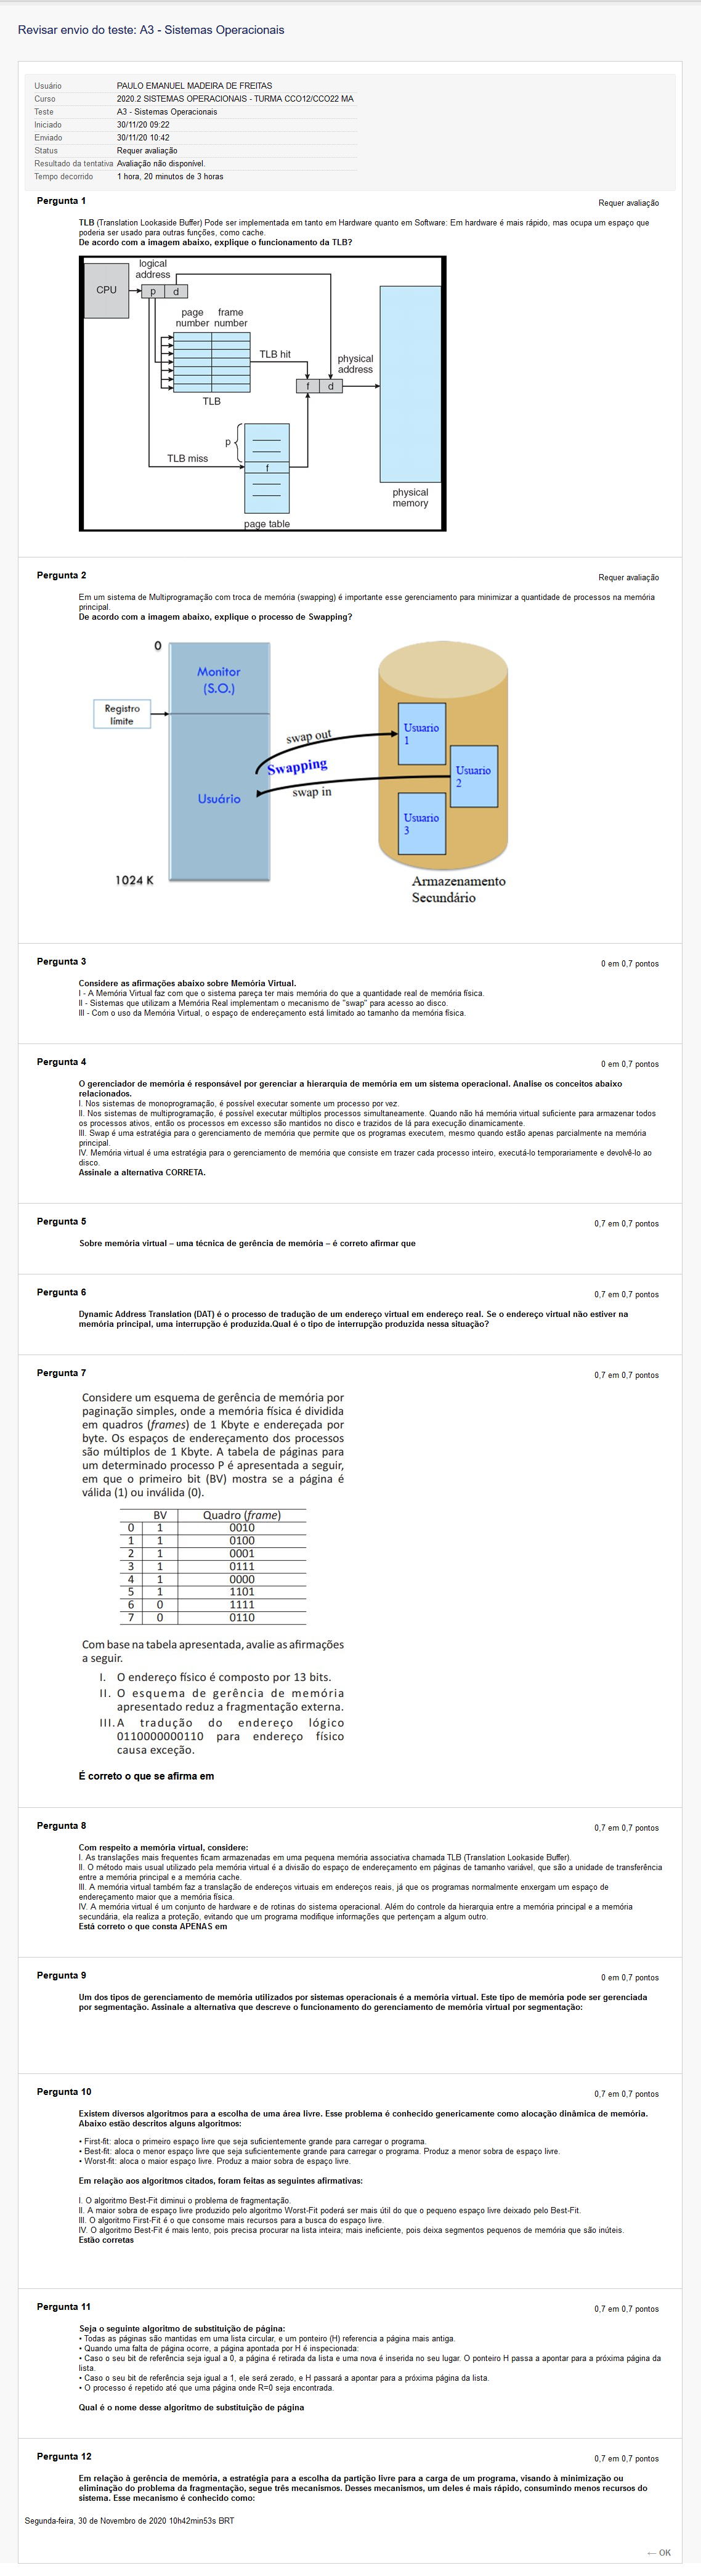 Revisar envio do teste: A3 - Sistemas Operacionais
Usuário PAULO EMANUEL MADEIRA DE FREITAS
Curso 2020.2 SISTEMAS OPERACIONAIS - TURMA CCO12/CCO22 MA
Teste A3 - Sistemas Operacionais
Iniciado 30/11/20 09:22
Enviado 30/11/20 10:42
Status Requer avaliação
Resultado da tentativa Avaliação não disponível.
Tempo decorrido 1 hora, 20 minutos de 3 horas
Pergunta 1 Requer avaliação
TLB (Translation Lookaside Buffer) Pode ser implementada em tanto em Hardware quanto em Software: Em hardware é mais rápido, mas ocupa um espaço que
poderia ser usado para outras funções, como cache.
De acordo com a imagem abaixo, explique o funcionamento da TLB?
logical
address
CPU
p d
page frame
number number
TLB hit
physical
address
f d
TLB
p
TLB miss
f
physical
memory
page table
Pergunta 2 Requer avaliação
Em um sistema de Multiprogramação com troca de memória (swapping) é importante esse gerenciamento para minimizar a quantidade de processos na memória
principal.
De acordo com a imagem abaixo, explique o processo de Swapping?
0
Monitor
(S.O.)
Registro
límite
swap out
Usuario
1
Swapping
Usuario
2
swap in
Usuário
Usuario
3
1024 K
Armazenamento
Secundário
Pergunta 3 0 em 0,7 pontos
Considere as afirmações abaixo sobre Memória Virtual.
I - A Memória Virtual faz com que o sistema pareça ter mais memória do que a quantidade real de memória física.
II - Sistemas que utilizam a Memória Real implementam o mecanismo de "swap" para acesso ao disco.
III - Com o uso da Memória Virtual, o espaço de endereçamento está limitado ao tamanho da memória física.
Pergunta 4 0 em 0,7 pontos
O gerenciador de memória é responsável por gerenciar a hierarquia de memória em um sistema operacional. Analise os conceitos abaixo
relacionados.
I. Nos sistemas de monoprogramação, é possível executar somente um processo por vez.
II. Nos sistemas de multiprogramação, é possível executar múltiplos processos simultaneamente. Quando não há memória virtual suficiente para armazenar todos
os processos ativos, então os processos em excesso são mantidos no disco e trazidos de lá para execução dinamicamente.
III. Swap é uma estratégia para o gerenciamento de memória que permite que os programas executem, mesmo quando estão apenas parcialmente na memória
principal.
IV. Memória virtual é uma estratégia para o gerenciamento de memória que consiste em trazer cada processo inteiro, executá-lo temporariamente e devolvê-lo ao
disco.
Assinale a alternativa CORRETA.
Pergunta 5 0,7 em 0,7 pontos
Sobre memória virtual – uma técnica de gerência de memória – é correto afirmar que
Pergunta 6 0,7 em 0,7 pontos
Dynamic Address Translation (DAT) é o processo de tradução de um endereço virtual em endereço real. Se o endereço virtual não estiver na
memória principal, uma interrupção é produzida.Qual é o tipo de interrupção produzida nessa situação?
Pergunta 7 0,7 em 0,7 pontos
Considere um esquema de gerência de memória por
paginação simples, onde a memória física é dividida
em quadros (frames) de 1 Kbyte e endereçada por
byte. Os espaços de endereçamento dos processos
são múltiplos de 1 Kbyte. A tabela de páginas para
um determinado processo P é apresentada a seguir,
em que o primeiro bit (BV) mostra se a página é
válida (1) ou inválida (0).
BV Quadro (frame)
0 1 0010
1 1 0100
2 1 0001
3 1 0111
4 1 0000
5 1 1101
6 0 1111
7 0 0110
Com base na tabela apresentada, avalie as afirmações
a seguir.
I. O endereço físico é composto por 13 bits.
II. O esquema de gerência de memória
apresentado reduz a fragmentação externa.
III. A tradução do endereço lógico
0110000000110 para endereço físico
causa exceção.
É correto o que se afirma em
Pergunta 8 0,7 em 0,7 pontos
Com respeito a memória virtual, considere:
I. As translações mais frequentes ficam armazenadas em uma pequena memória associativa chamada TLB (Translation Lookaside Buffer).
II. O método mais usual utilizado pela memória virtual é a divisão do espaço de endereçamento em páginas de tamanho variável, que são a unidade de transferência
entre a memória principal e a memória cache.
III. A memória virtual também faz a translação de endereços virtuais em endereços reais, já que os programas normalmente enxergam um espaço de
endereçamento maior que a memória física.
IV. A memória virtual é um conjunto de hardware e de rotinas do sistema operacional. Além do controle da hierarquia entre a memória principal e a memória
secundária, ela realiza a proteção, evitando que um programa modifique informações que pertençam a algum outro.
Está correto o que consta APENAS em
Pergunta 9 0 em 0,7 pontos
Um dos tipos de gerenciamento de memória utilizados por sistemas operacionais é a memória virtual. Este tipo de memória pode ser gerenciada
por segmentação. Assinale a alternativa que descreve o funcionamento do gerenciamento de memória virtual por segmentação:
Pergunta 10 0,7 em 0,7 pontos
Existem diversos algoritmos para a escolha de uma área livre. Esse problema é conhecido genericamente como alocação dinâmica de memória.
Abaixo estão descritos alguns algoritmos:
• First-fit: aloca o primeiro espaço livre que seja suficientemente grande para carregar o programa.
• Best-fit: aloca o menor espaço livre que seja suficientemente grande para carregar o programa. Produz a menor sobra de espaço livre.
• Worst-fit: aloca o maior espaço livre. Produz a maior sobra de espaço livre.
Em relação aos algoritmos citados, foram feitas as seguintes afirmativas:
I. O algoritmo Best-Fit diminui o problema de fragmentação.
II. A maior sobra de espaço livre produzido pelo algoritmo Worst-Fit poderá ser mais útil do que o pequeno espaço livre deixado pelo Best-Fit.
III. O algoritmo First-Fit é o que consome mais recursos para a busca do espaço livre.
IV. O algoritmo Best-Fit é mais lento, pois precisa procurar na lista inteira; mais ineficiente, pois deixa segmentos pequenos de memória que são inúteis.
Estão corretas
Pergunta 11 0,7 em 0,7 pontos
Seja o seguinte algoritmo de substituição de página:
• Todas as páginas são mantidas em uma lista circular, e um ponteiro (H) referencia a página mais antiga.
• Quando uma falta de página ocorre, a página apontada por H é inspecionada:
• Caso o seu bit de referência seja igual a 0, a página é retirada da lista e uma nova é inserida no seu lugar. O ponteiro H passa a apontar para a próxima página da
lista.
• Caso o seu bit de referência seja igual a 1, ele será zerado, e H passará a apontar para a próxima página da lista.
• O processo é repetido até que uma página onde R=0 seja encontrada.
Qual é o nome desse algoritmo de substituição de página
Pergunta 12 0,7 em 0,7 pontos
Em relação à gerência de memória, a estratégia para a escolha da partição livre para a carga de um programa, visando à minimização ou
eliminação do problema da fragmentação, segue três mecanismos. Desses mecanismos, um deles é mais rápido, consumindo menos recursos do
sistema. Esse mecanismo é conhecido como:
Segunda-feira, 30 de Novembro de 2020 10h42min53s BRT
← OK